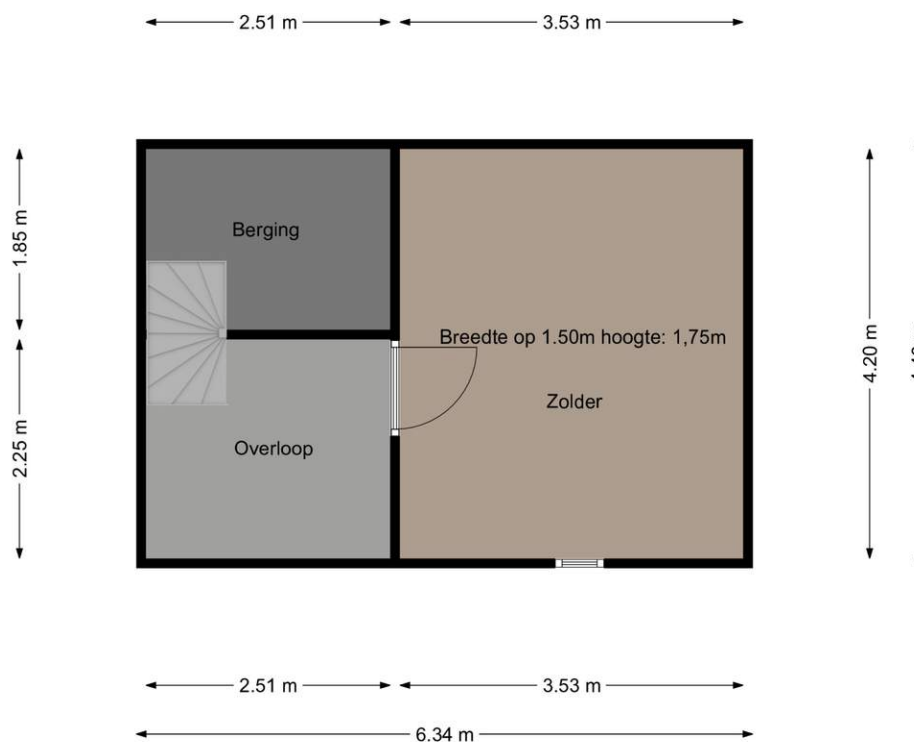 2.51 m
3.53 m
1.85 m
Berging
Breedte op 1.50m hoogte: 1,75m
4.20 m
Zolder
2.25 m
Overloop
2.51 m
3.53 m
6.34 m